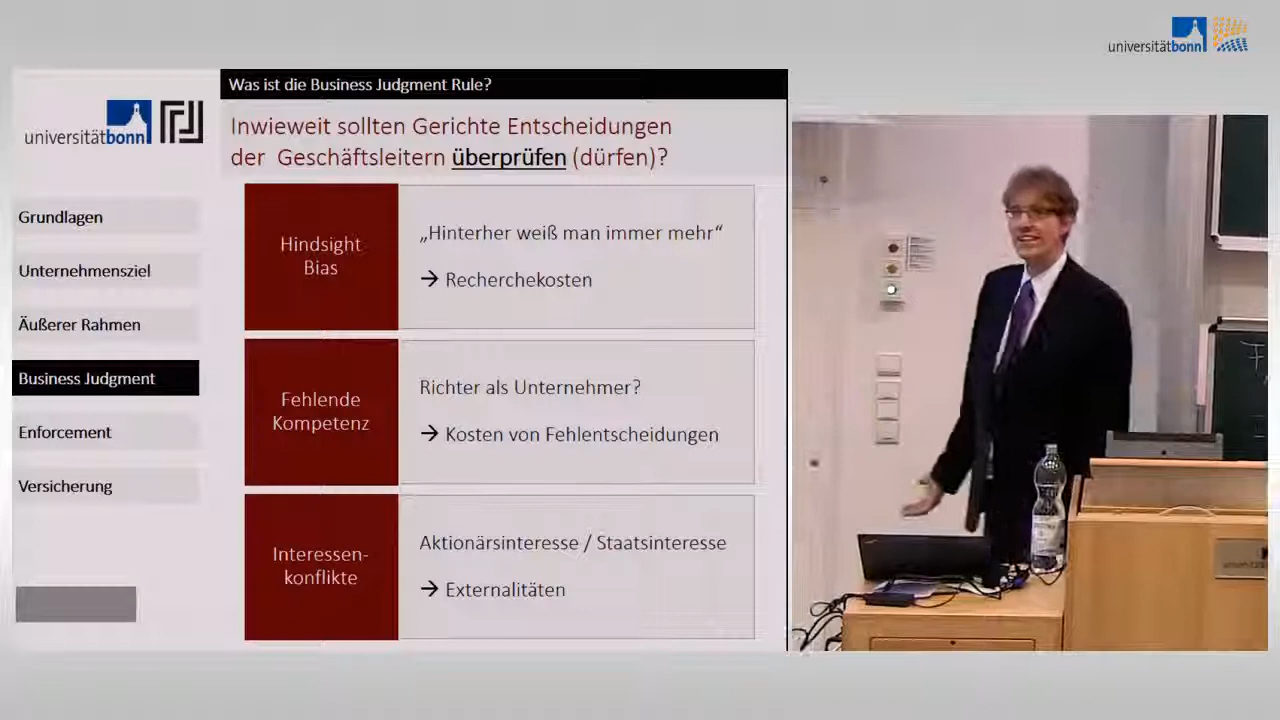 universitätbonn
Was ist die Business Judgment Rule?
universitätbonn
Inwieweit sollten Gerichte Entscheidungen
der Geschäftsleitern überprüfen (dürfen)?
Grundlagen
Unternehmensziel
Äußerer Rahmen
Business Judgment
Enforcement
Versicherung
Hindsight
Bias
„Hinterher weiß man immer mehr“
→ Recherchekosten
Fehlende
Kompetenz
Richter als Unternehmer?
→ Kosten von Fehlentscheidungen
Interessen-
konflikte
Aktionärsinteresse / Staatsinteresse
→ Externalitäten